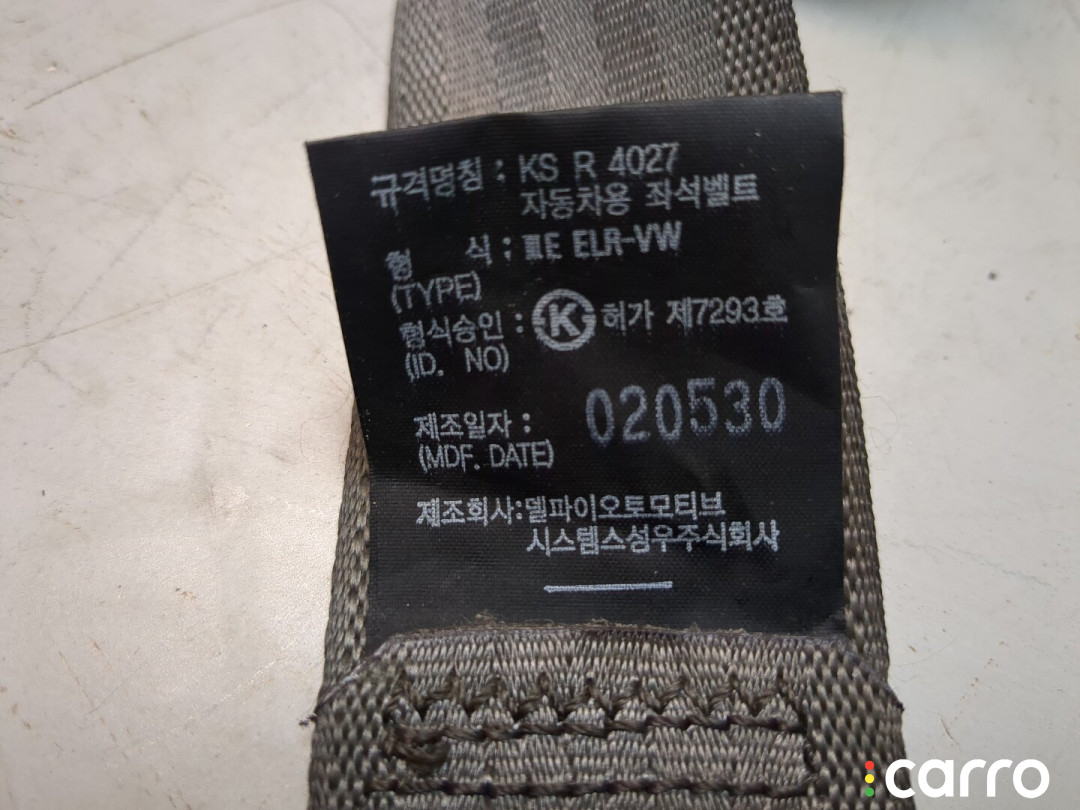 규격명칭 : KS R 4027
자동차용 좌석벨트
형 식 : ⅢE ELR-VW
(TYPE)
형식승인 : K 허가 제7293호
(ID. NO)
020530
제조일자 :
(MDF. DATE)
제조회사:델파이오토모티브
시스템스성우주식회사
carro